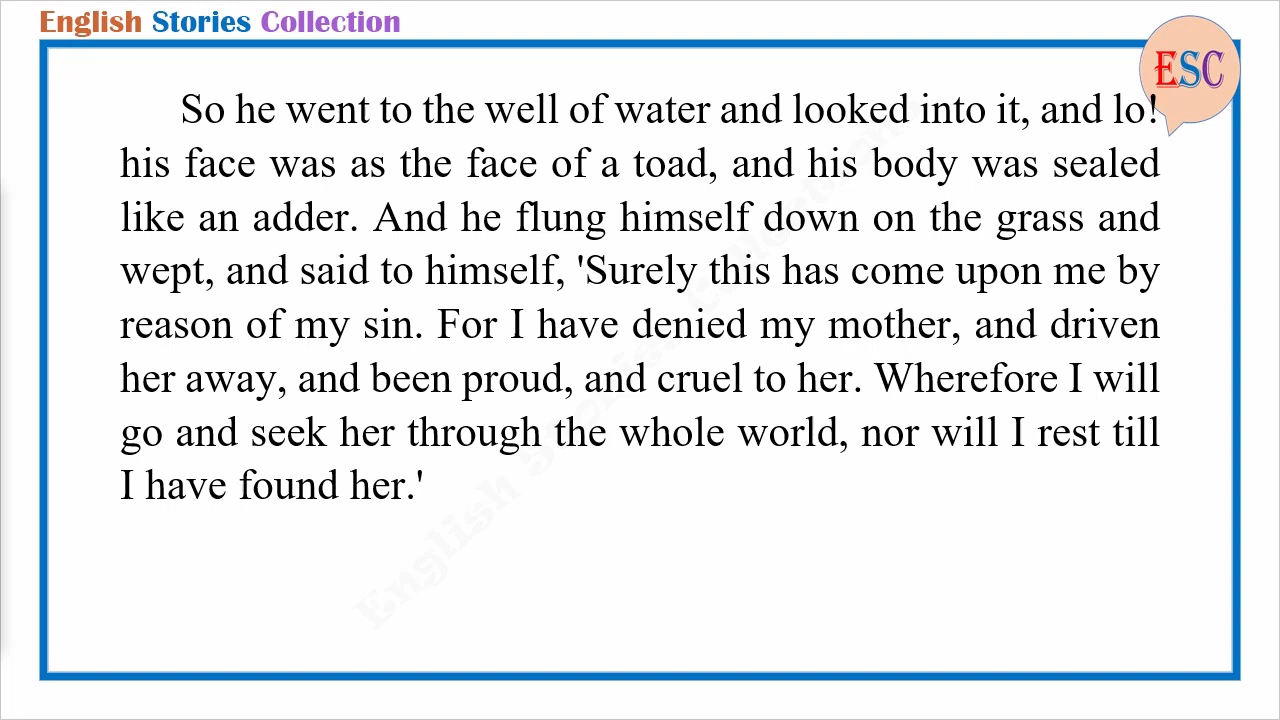 English Stories Collection
ESC
So he went to the well of water and looked into it, and lo!
his face was as the face of a toad, and his body was sealed
like an adder. And he flung himself down on the grass and
wept, and said to himself, 'Surely this has come upon me by
reason of my sin. For I have denied my mother, and driven
her away, and been proud, and cruel to her. Wherefore I will
go and seek her through the whole world, nor will I rest till
I have found her.'
English Stories Collection